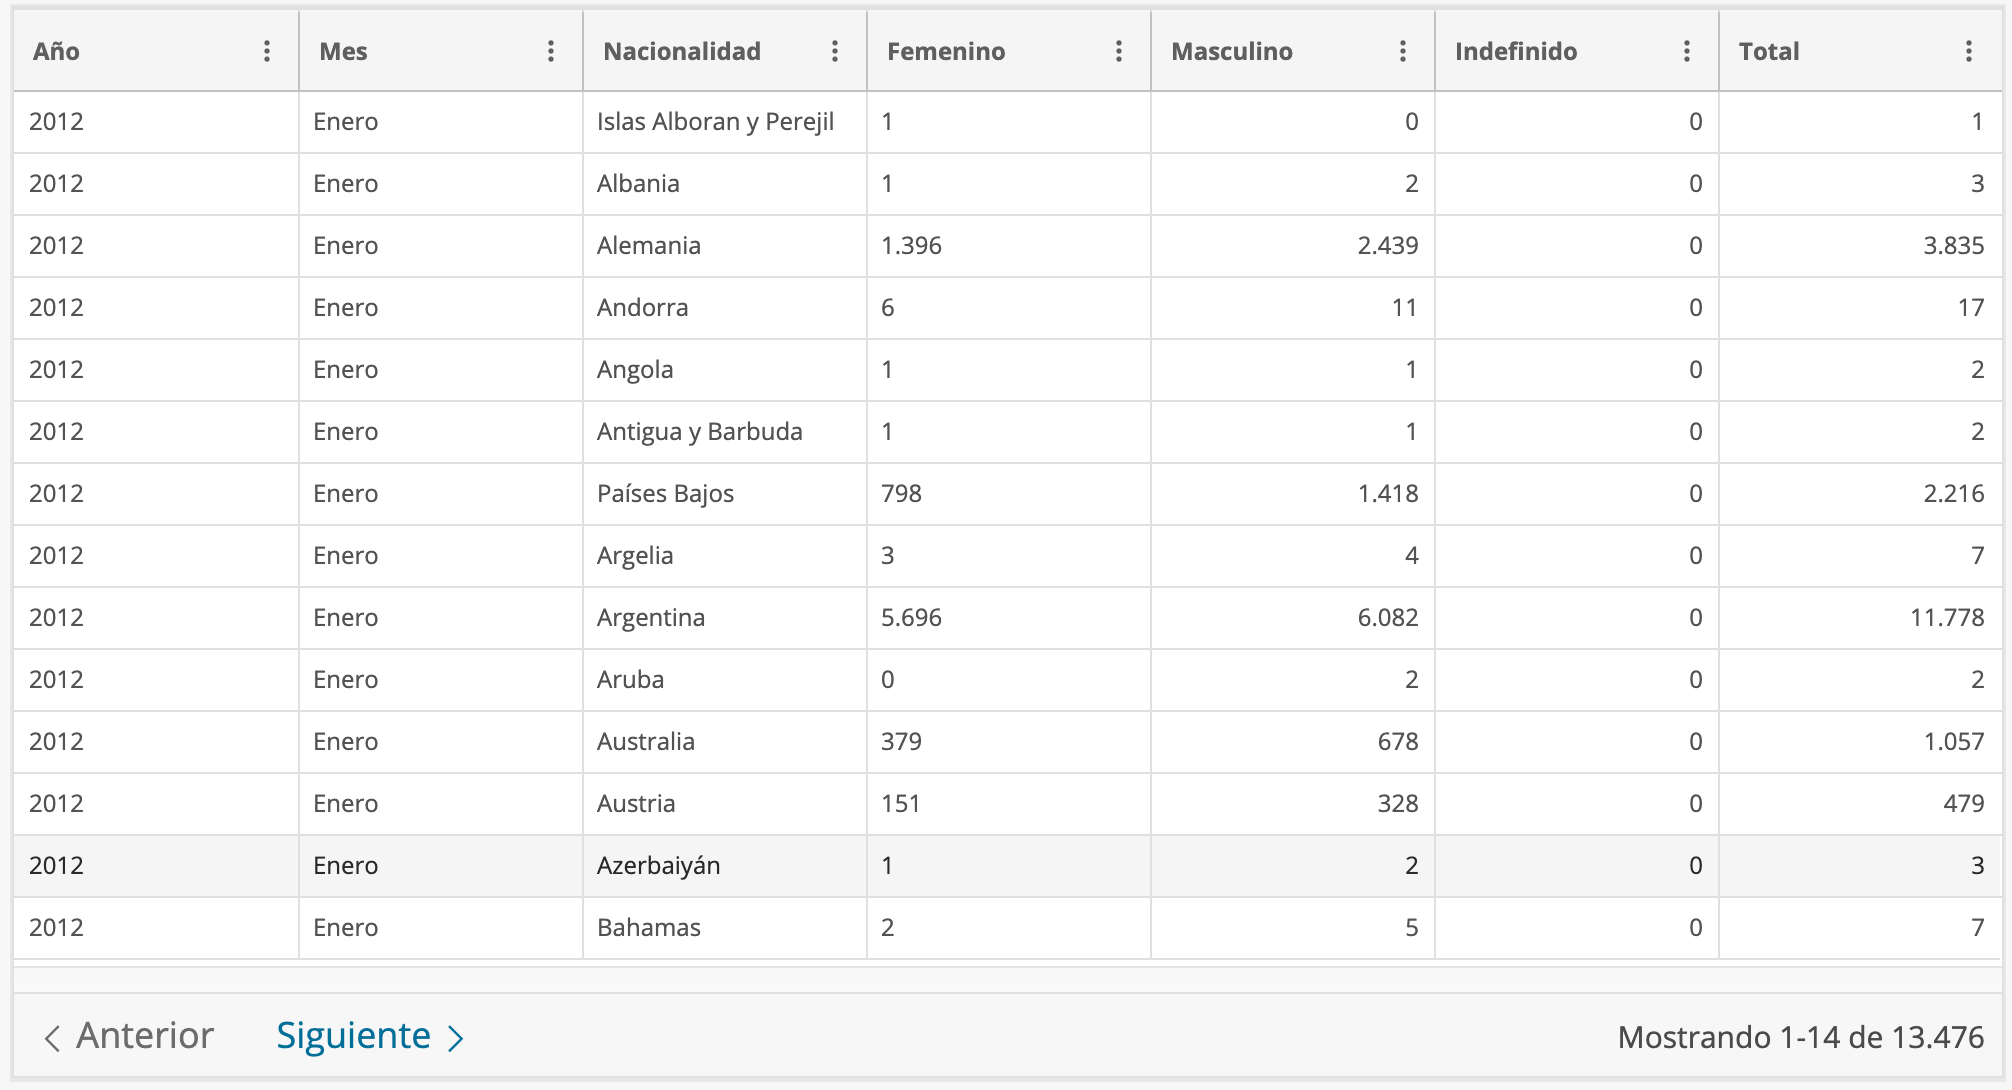 Año Mes Nacionalidad Femenino Masculino Indefinido Total
2012 Enero Islas Alboran y Perejil 1 0 0 1
2012 Enero Albania 1 2 0 3
2012 Enero Alemania 1.396 2.439 0 3.835
2012 Enero Andorra 6 11 0 17
2012 Enero Angola 1 1 0 2
2012 Enero Antigua y Barbuda 1 1 0 2
2012 Enero Países Bajos 798 1.418 0 2.216
2012 Enero Argelia 3 4 0 7
2012 Enero Argentina 5.696 6.082 0 11.778
2012 Enero Aruba 0 2 0 2
2012 Enero Australia 379 678 0 1.057
2012 Enero Austria 151 328 0 479
2012 Enero Azerbaiyán 1 2 0 3
2012 Enero Bahamas 2 5 0 7
Anterior Siguiente Mostrando 1-14 de 13.476